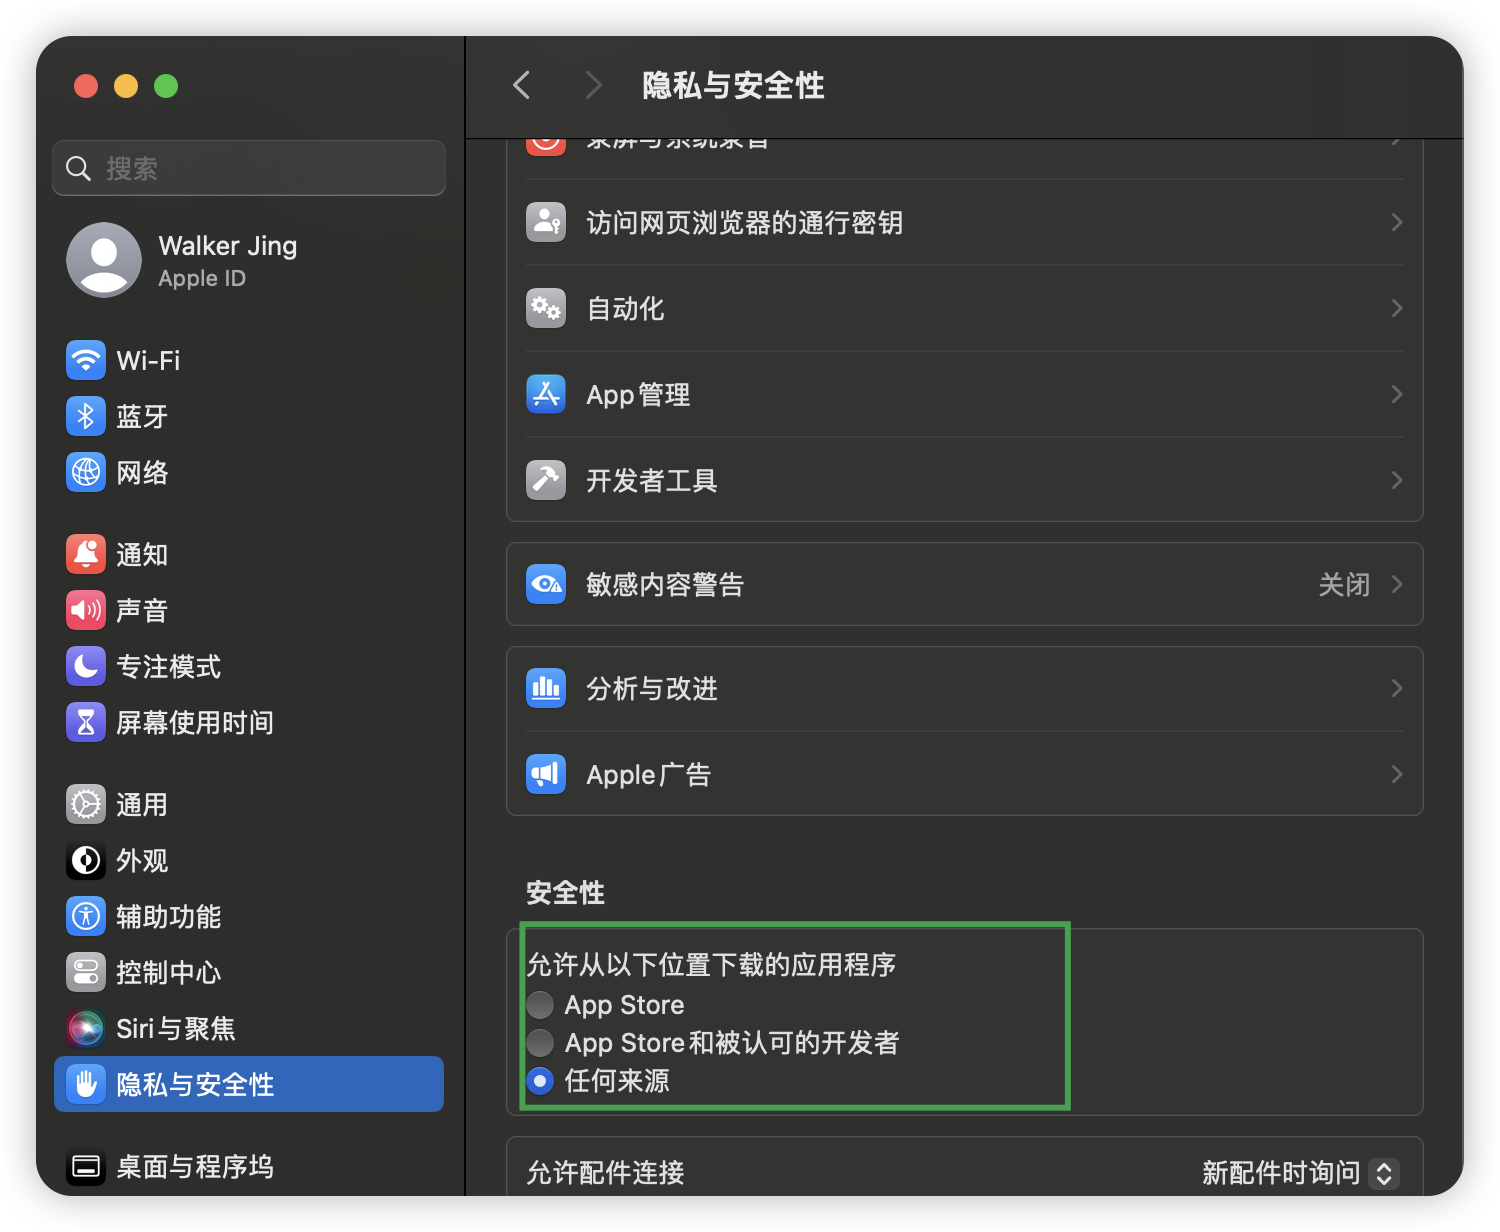 搜索
Walker Jing
Apple ID
Wi-Fi
蓝牙
网络
通知
声音
专注模式
屏幕使用时间
通用
外观
辅助功能
控制中心
Siri与聚焦
隐私与安全性
桌面与程序坞
隐私与安全性
录屏与系统录音
访问网页浏览器的通行密钥
自动化
App管理
开发者工具
敏感内容警告 关闭
分析与改进
Apple广告
安全性
允许从以下位置下载的应用程序
App Store
App Store和被认可的开发者
任何来源
允许配件连接 新配件时询问